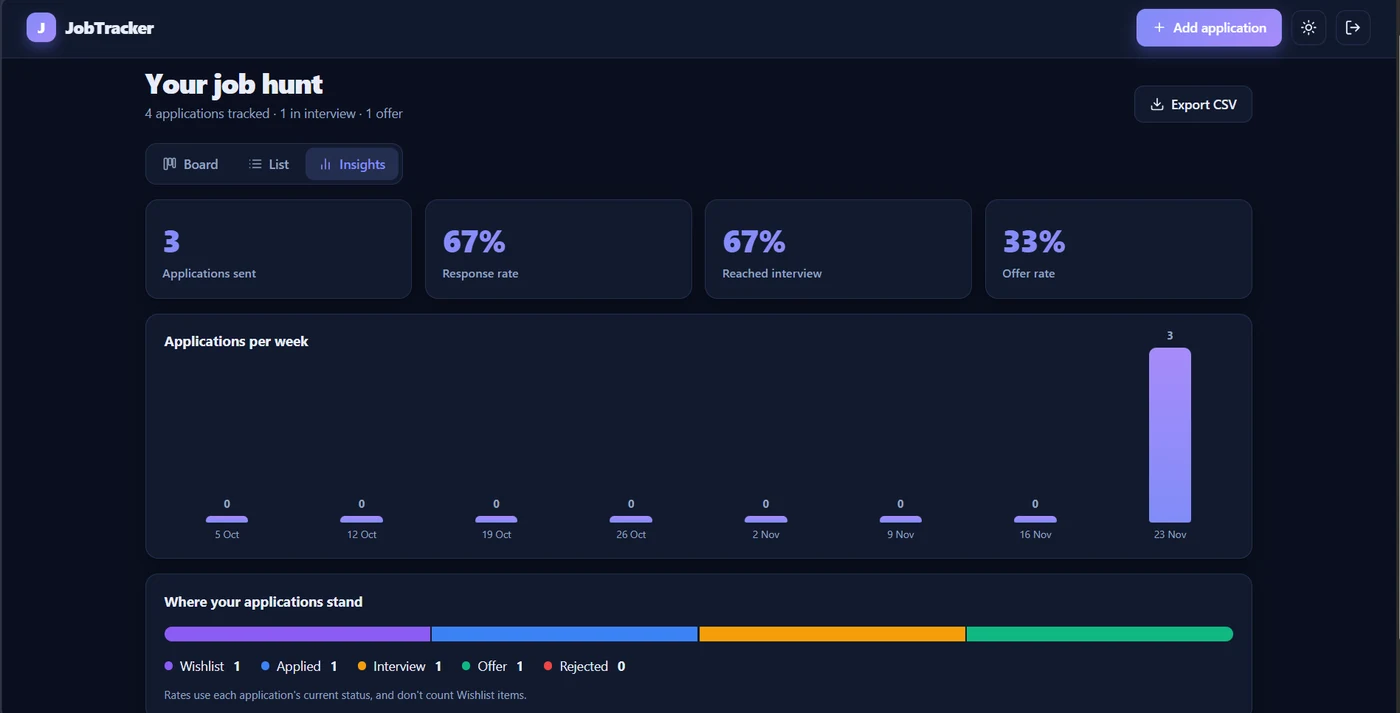 J JobTracker
+ Add application
Your job hunt
4 applications tracked · 1 in interview · 1 offer
Export CSV
Board List Insights
3
Applications sent
67%
Response rate
67%
Reached interview
33%
Offer rate
Applications per week
3
0 0 0 0 0 0 0
5 Oct 12 Oct 19 Oct 26 Oct 2 Nov 9 Nov 16 Nov 23 Nov
Where your applications stand
Wishlist 1 Applied 1 Interview 1 Offer 1 Rejected 0
Rates use each application's current status, and don't count Wishlist items.